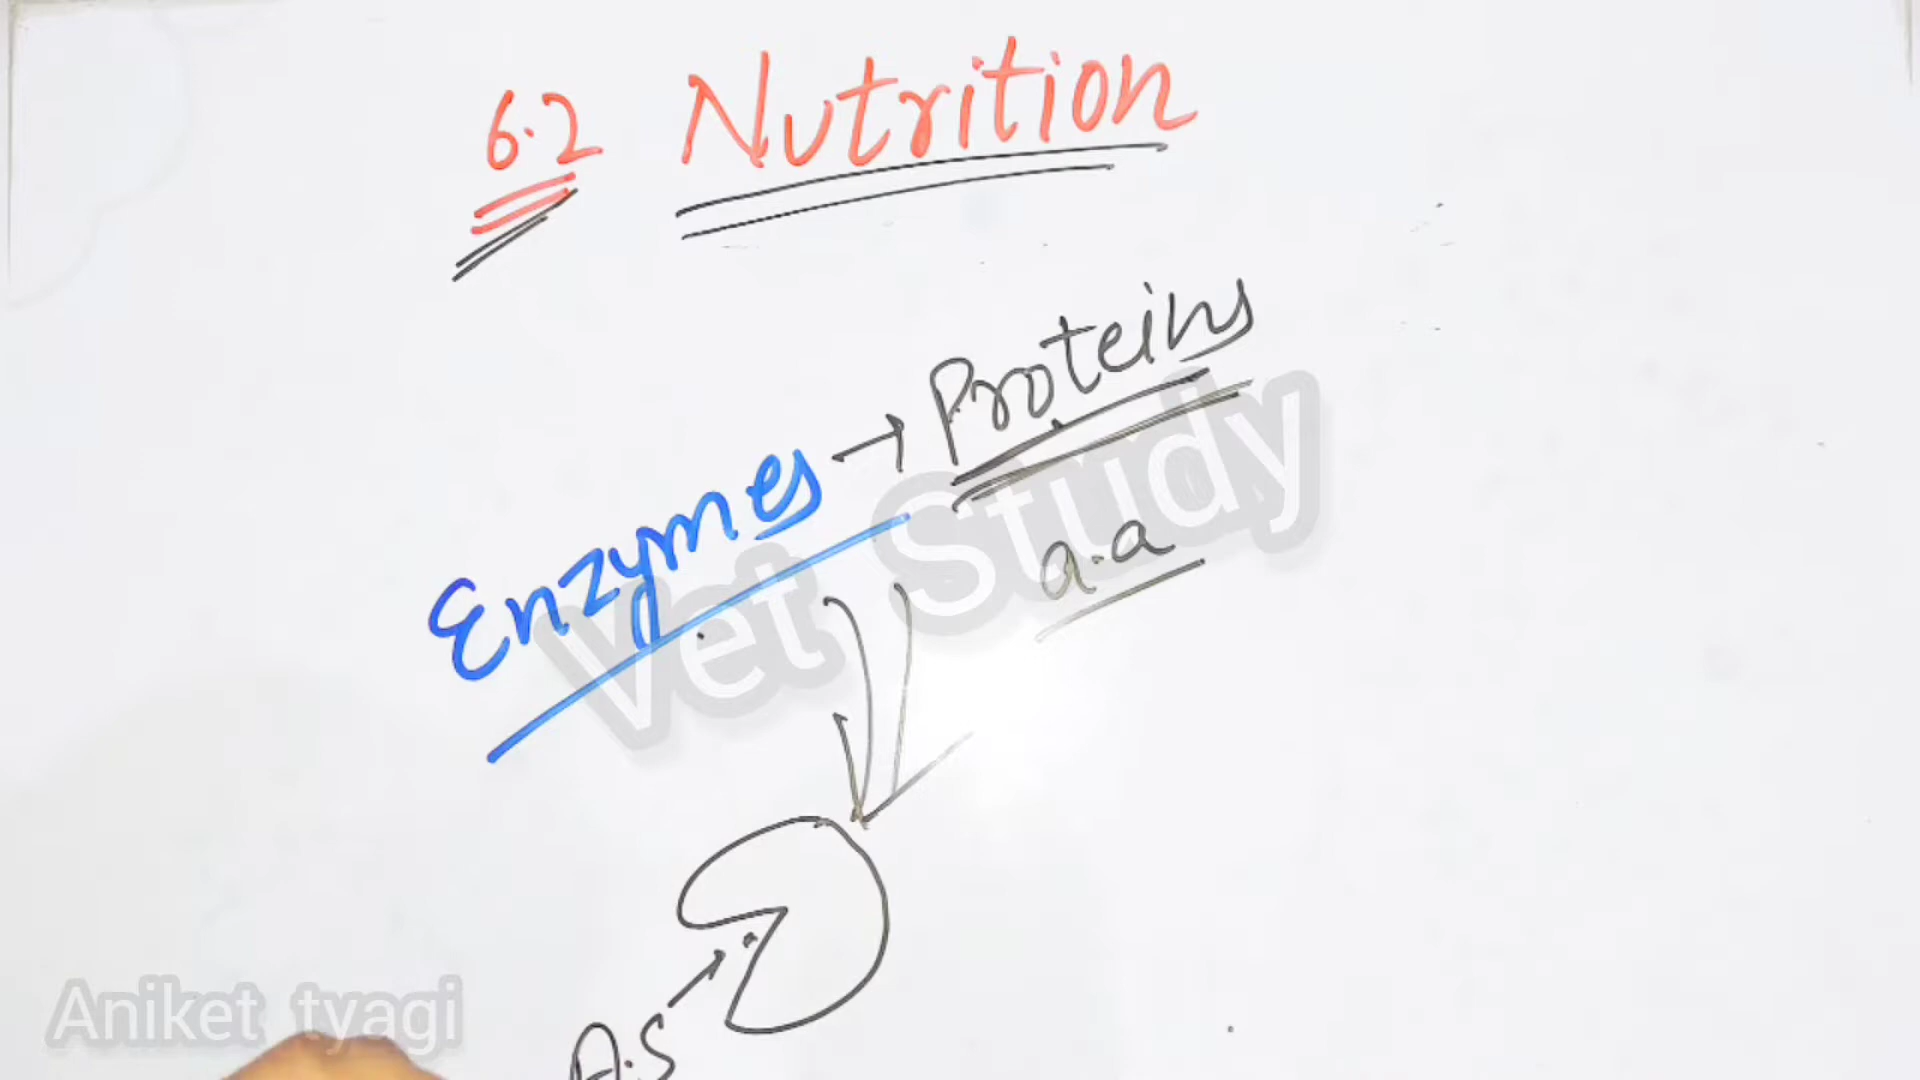 6.2 Nutrition
Enzymes → Proteins
a.a
A.S
Vet Study
Aniket tyagi